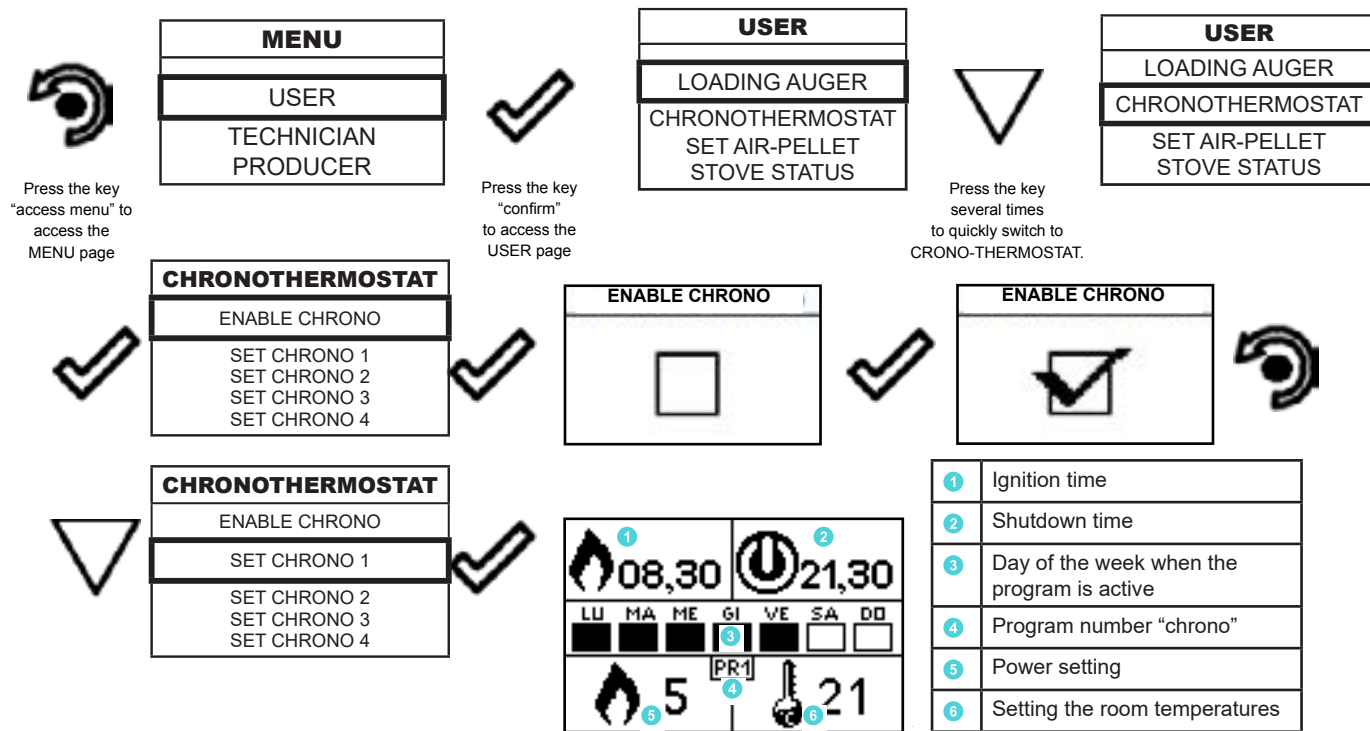 MENU
USER
TECHNICIAN
PRODUCER
Press the key
“access menu” to
access the
MENU page
Press the key
“confirm”
to access the
USER page
USER
LOADING AUGER
CHRONOTHERMOSTAT
SET AIR-PELLET
STOVE STATUS
Press the key
several times
to quickly switch to
CRONO-THERMOSTAT.
USER
LOADING AUGER
CHRONOTHERMOSTAT
SET AIR-PELLET
STOVE STATUS
CHRONOTHERMOSTAT
ENABLE CHRONO
SET CHRONO 1
SET CHRONO 2
SET CHRONO 3
SET CHRONO 4
ENABLE CHRONO
ENABLE CHRONO
CHRONOTHERMOSTAT
ENABLE CHRONO
SET CHRONO 1
SET CHRONO 2
SET CHRONO 3
SET CHRONO 4
1
08,30
2
21,30
LU MA ME GI VE SA DO
3
PR1
4
5
5
6
21
1 Ignition time
2 Shutdown time
3 Day of the week when the
program is active
4 Program number “chrono”
5 Power setting
6 Setting the room temperatures